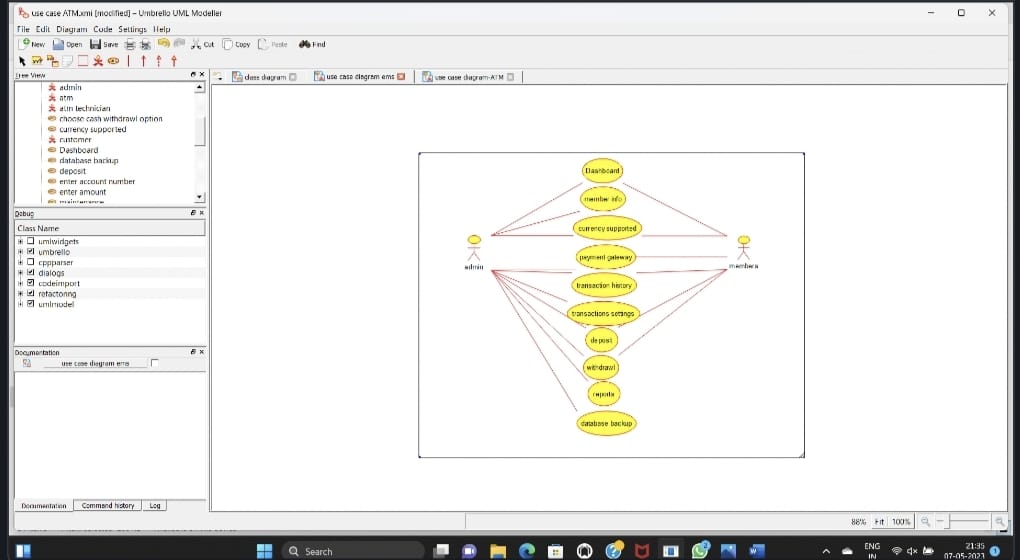 use case ATM.xmi [modified] – Umbrello UML Modeller
File Edit Diagram Code Settings Help
New Open Save Cut Copy Paste Find
Tree View
class diagram use case diagram ems use case diagram-ATM
admin
atm
atm technician
choose cash withdrawl option
currency supported
customer
Dashboard
database backup
deposit
enter account number
enter amount
maintenance
Debug
Class Name
umlwidgets
umbrello
cppparser
dialogs
codeimport
refactoring
umlmodel
Documentation
use case diagram ems
Dashboard
member info
currency supported
payment gateway
transaction history
transactions settings
deposit
withdrawl
reports
database backup
admin
members
Documentation Command history Log
88% Fit 100%
Search
ENG
IN
21:35
07-05-2023
2
1